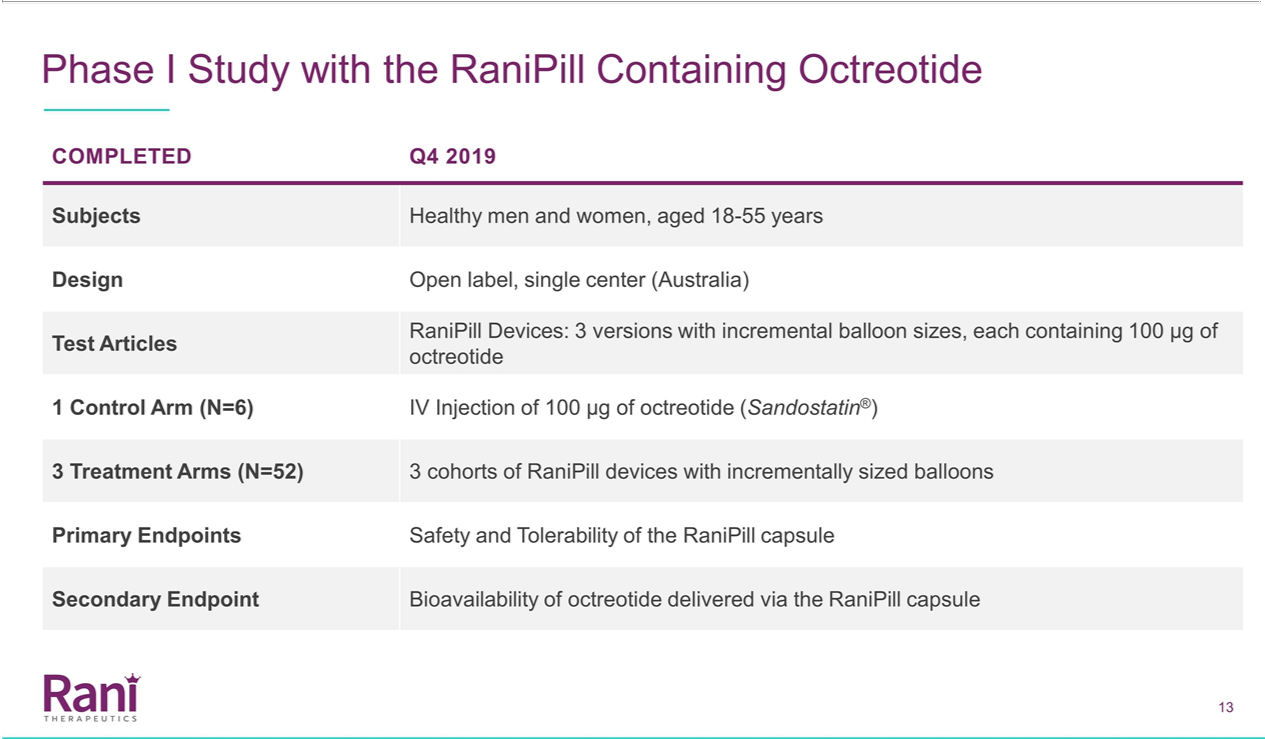 Phase I Study with the RaniPill Containing Octreotide
COMPLETED Q4 2019
Subjects Healthy men and women, aged 18-55 years
Design Open label, single center (Australia)
Test Articles RaniPill Devices: 3 versions with incremental balloon sizes, each containing 100 μg of
octreotide
1 Control Arm (N=6) IV Injection of 100 μg of octreotide (Sandostatin®)
3 Treatment Arms (N=52) 3 cohorts of RaniPill devices with incrementally sized balloons
Primary Endpoints Safety and Tolerability of the RaniPill capsule
Secondary Endpoint Bioavailability of octreotide delivered via the RaniPill capsule
Rani
THERAPEUTICS
13